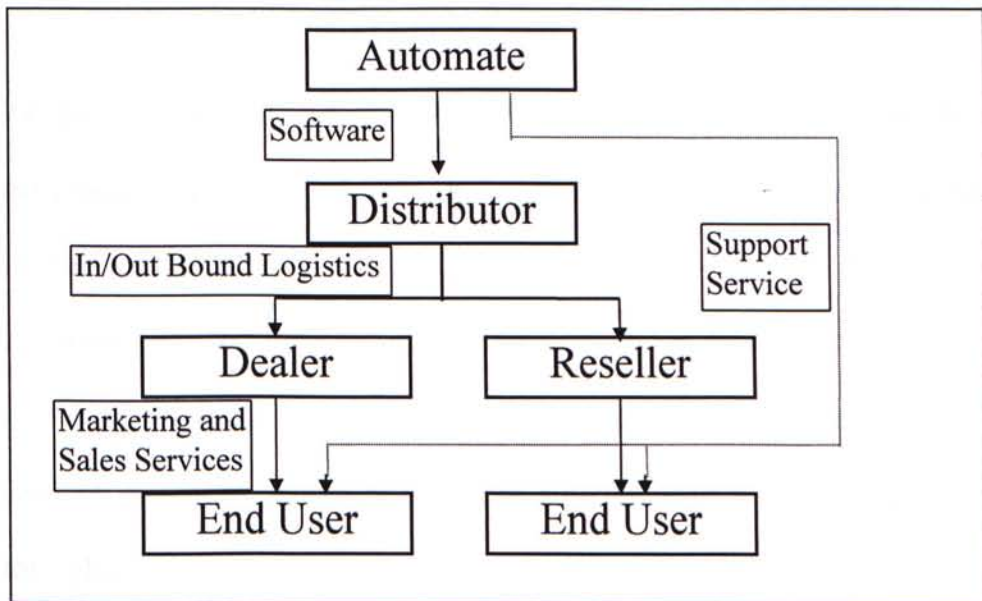 Automate
Software
Distributor
In/Out Bound Logistics
Support
Service
Dealer
Reseller
Marketing and
Sales Services
End User
End User